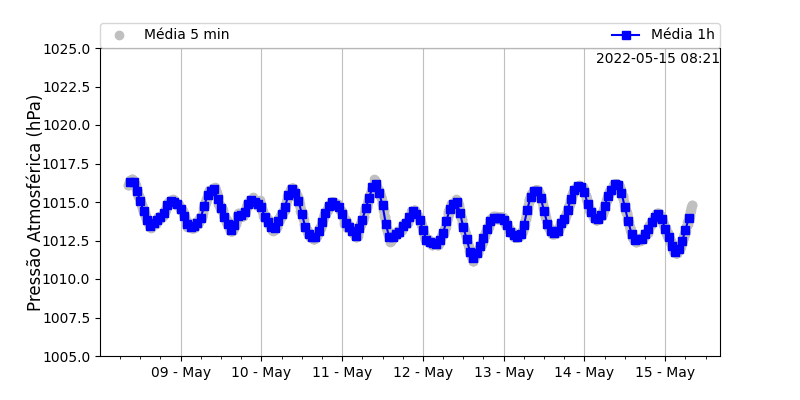 Média 5 min
Média 1h
2022-05-15 08:21
Pressão Atmosférica (hPa)
1025.0
1022.5
1020.0
1017.5
1015.0
1012.5
1010.0
1007.5
1005.0
09 - May
10 - May
11 - May
12 - May
13 - May
14 - May
15 - May